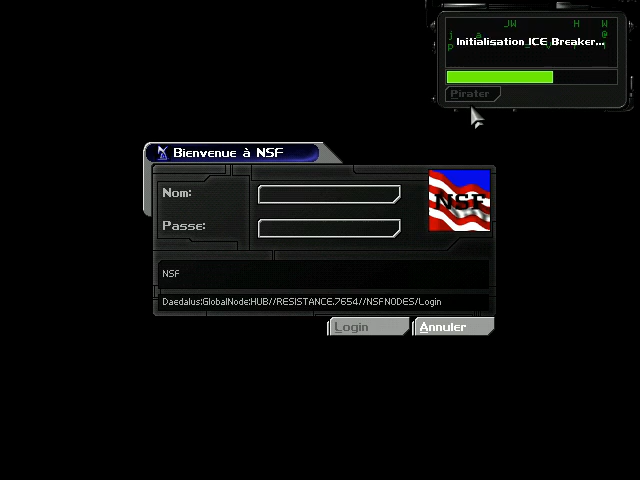 JW H W
Initialisation ICE Breaker...
Pirater
Bienvenue à NSF
Nom:
NSF
Passe:
NSF
Daedalus:GlobalNode:HUB//RESISTANCE.7654//NSFNODES/Login
Login
Annuler